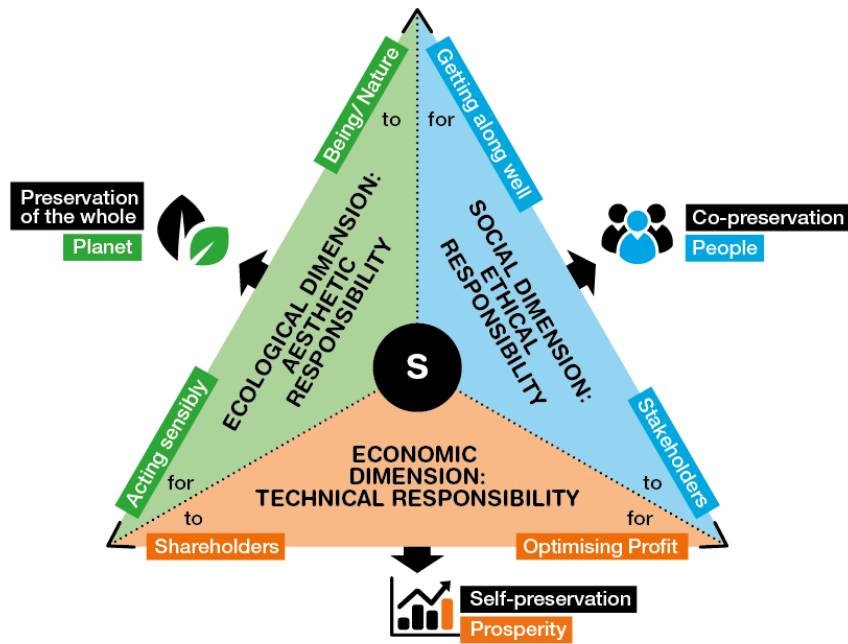 Being/ Nature
Getting along well
to
for
Preservation
of the whole
Planet
ECOLOGICAL DIMENSION:
AESTHETIC
RESPONSIBILITY
SOCIAL DIMENSION:
ETHICAL
RESPONSIBILITY
Co-preservation
People
S
Acting sensibly
Stakeholders
for
to
ECONOMIC
DIMENSION:
TECHNICAL RESPONSIBILITY
to
for
Shareholders
Optimising Profit
Self-preservation
Prosperity